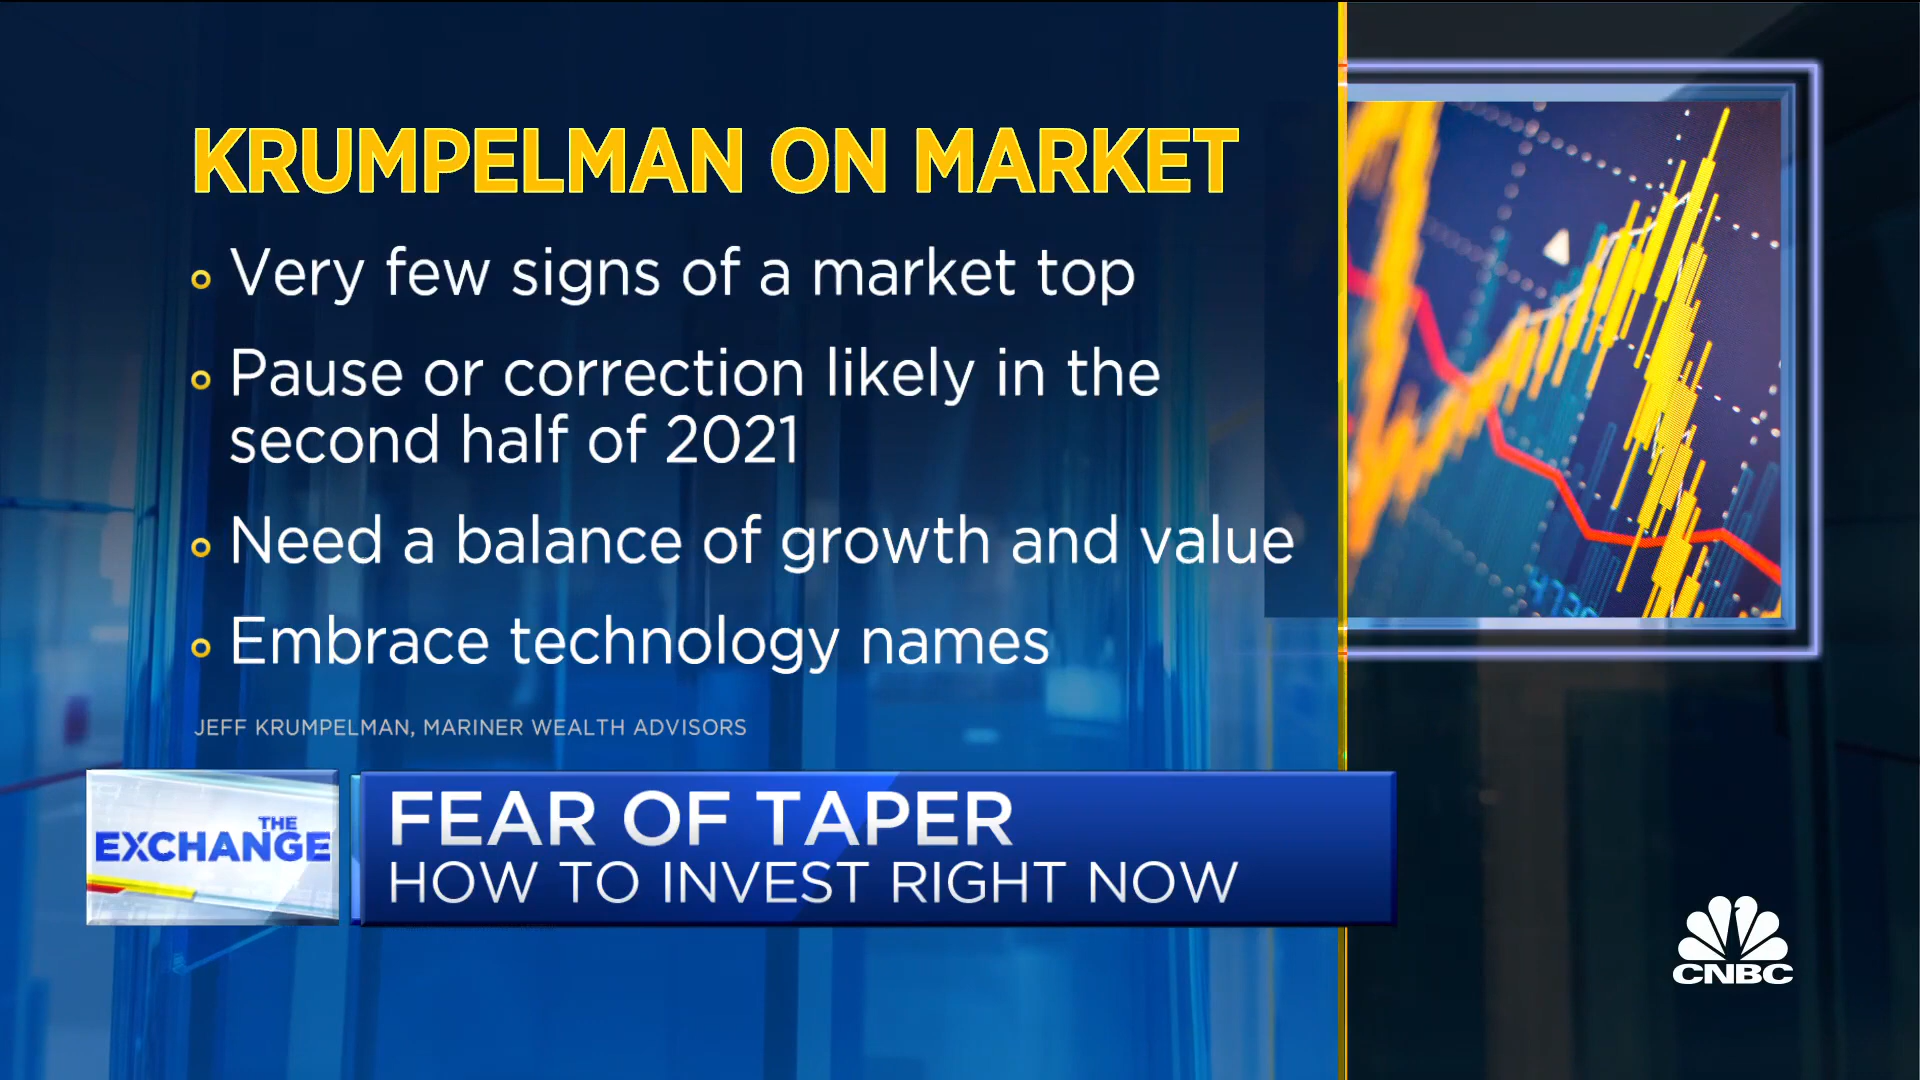 KRUMPELMAN ON MARKET
Very few signs of a market top
Pause or correction likely in the
second half of 2021
Need a balance of growth and value
Embrace technology names
JEFF KRUMPELMAN, MARINER WEALTH ADVISORS
THE
EXCHANGE
FEAR OF TAPER
HOW TO INVEST RIGHT NOW
CNBC